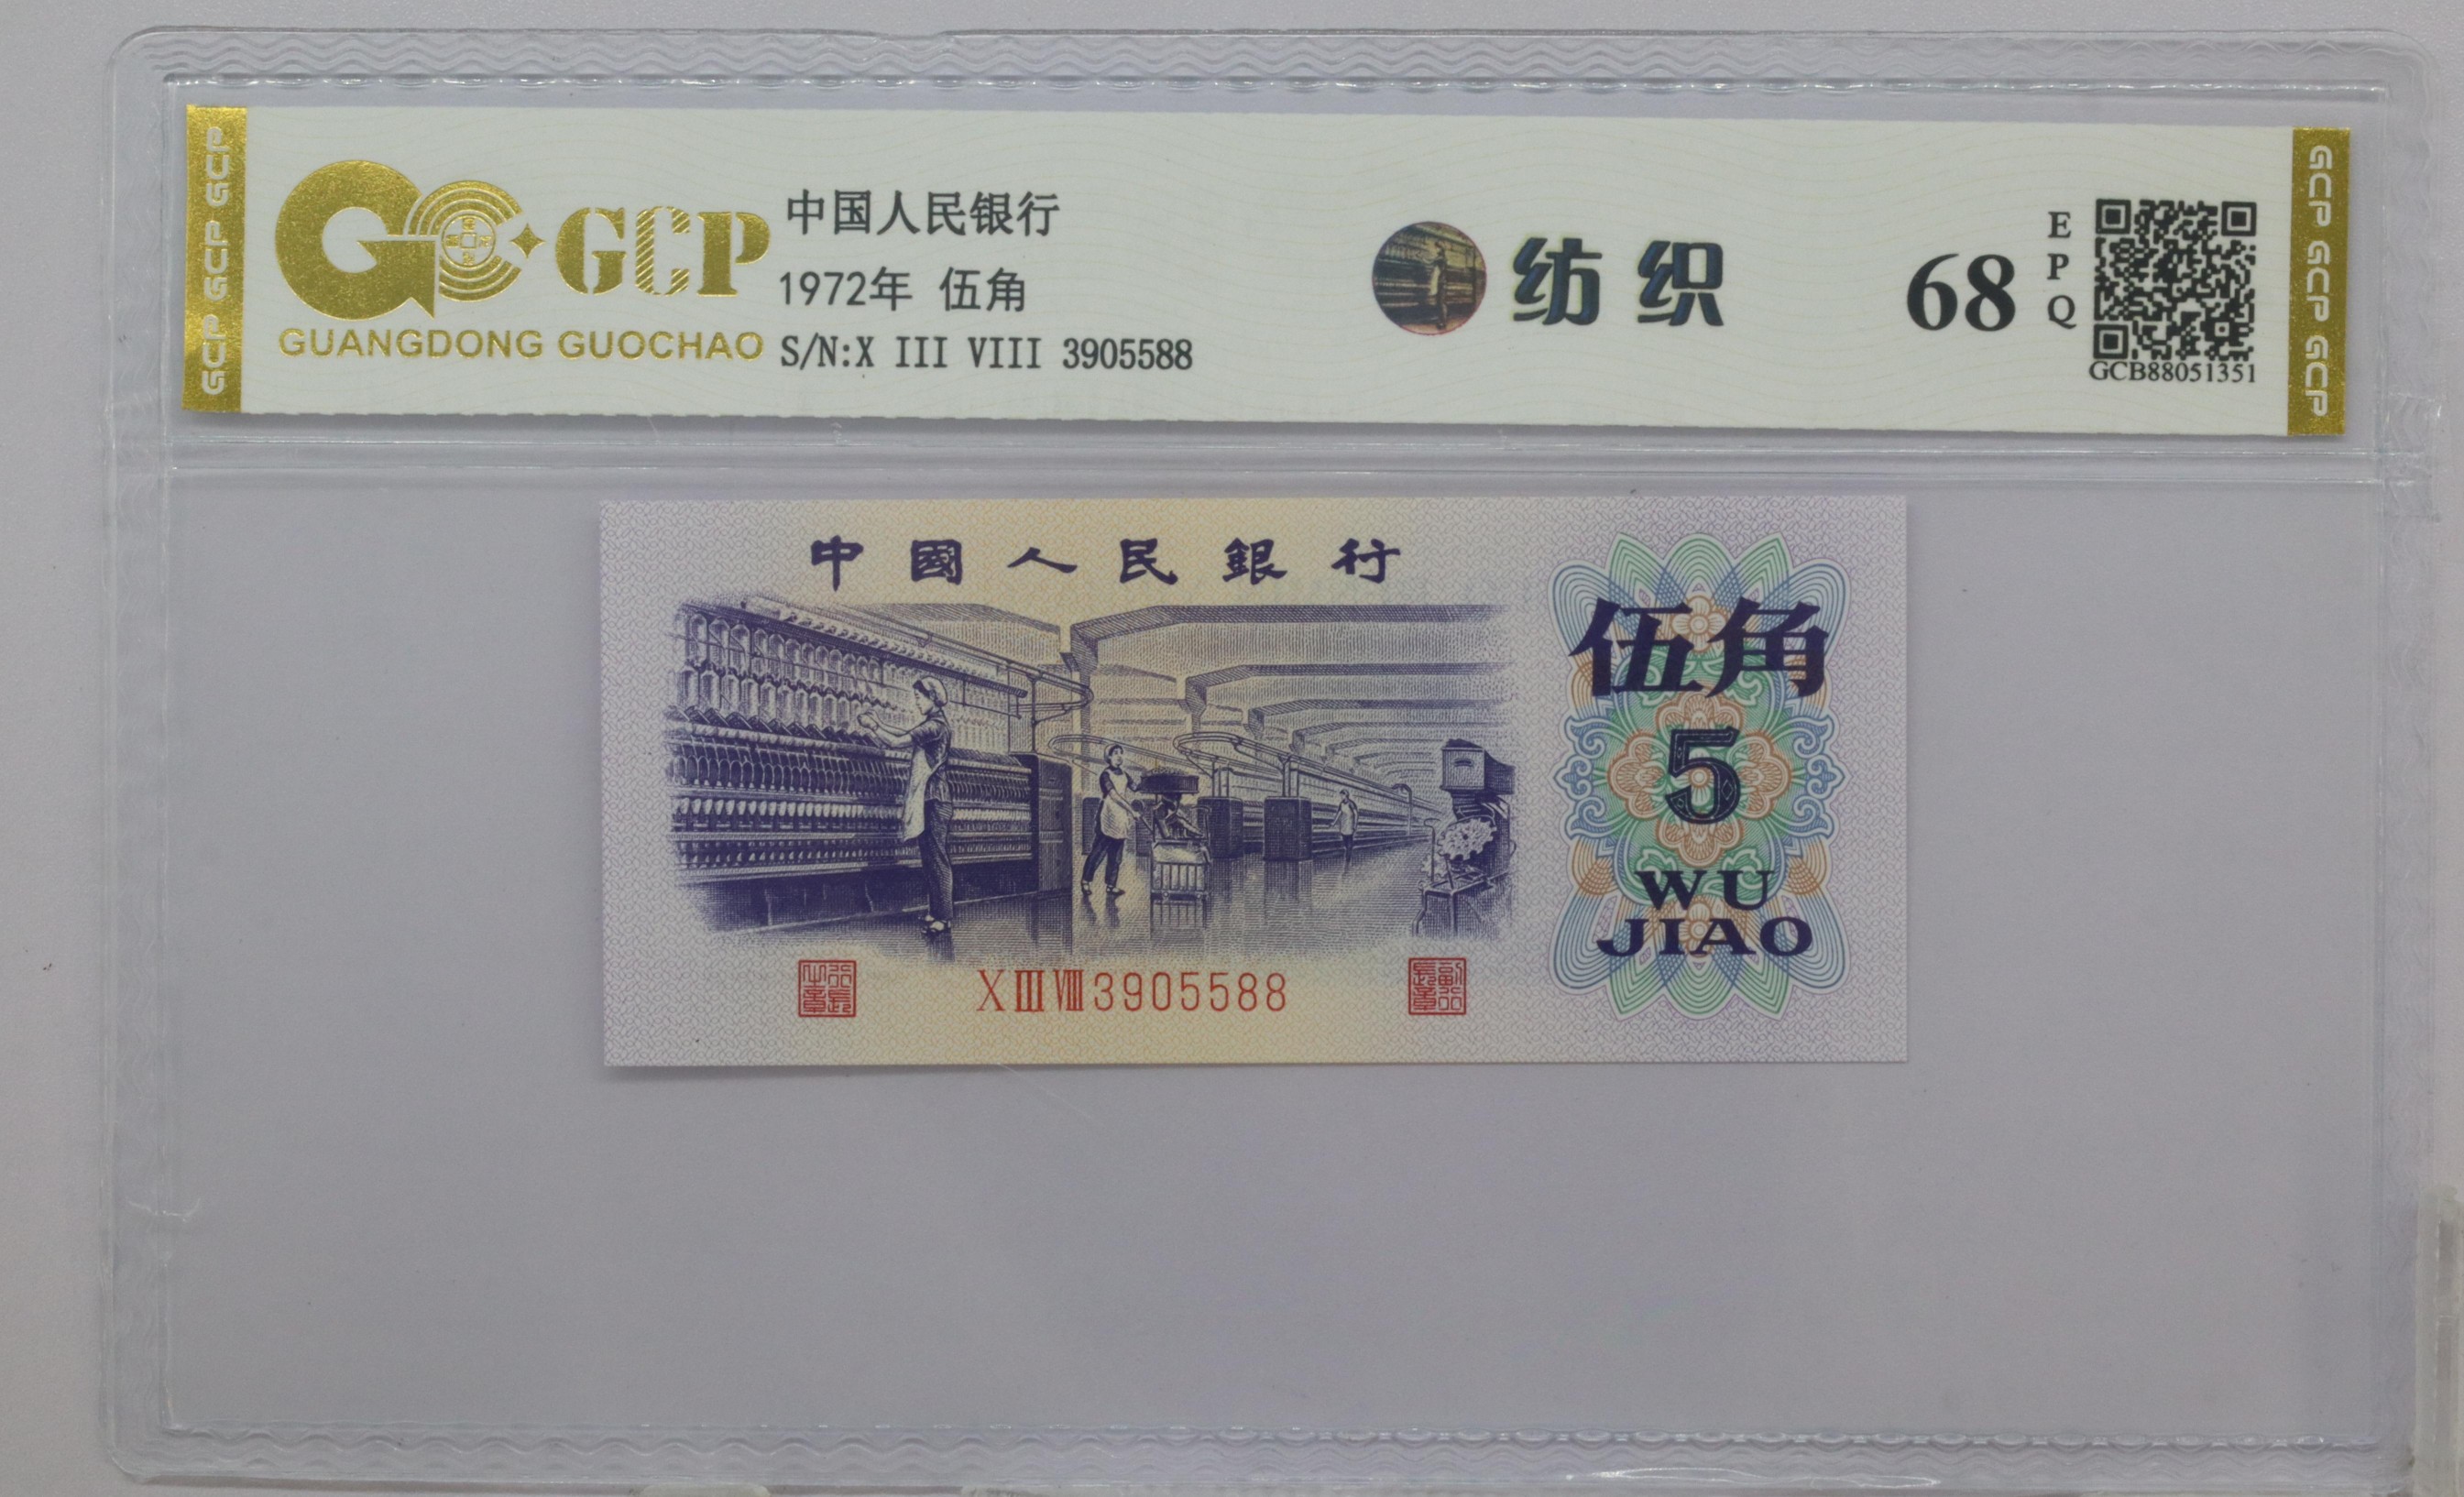 GCP GCP GCP
GCP
GUANGDONG GUOCHAO
中国人民银行
1972年 伍角
S/N:X III VIII 3905588
纺织
68
E
P
Q
GCB88051351
GCP GCP GCP
中國人民銀行
伍角
5
WU
JIAO
X III VIII 3905588